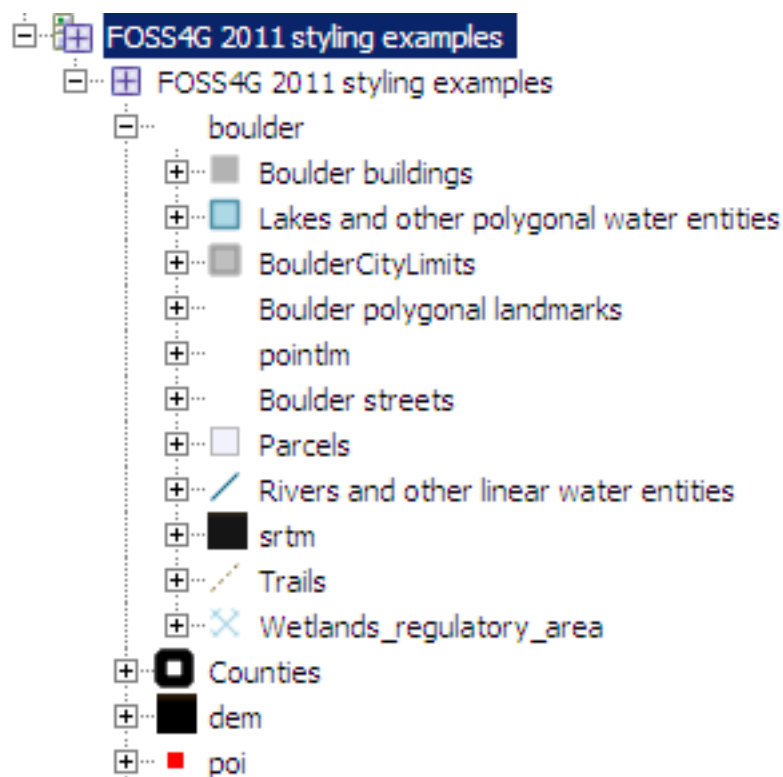 FOSS4G 2011 styling examples
FOSS4G 2011 styling examples
boulder
Boulder buildings
Lakes and other polygonal water entities
BoulderCityLimits
Boulder polygonal landmarks
pointlm
Boulder streets
Parcels
Rivers and other linear water entities
srtm
Trails
Wetlands_regulatory_area
Counties
dem
poi